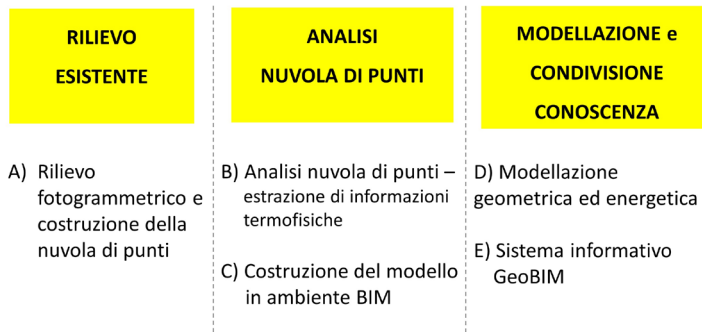 RILIEVO
ESISTENTE
ANALISI
NUVOLA DI PUNTI
MODELLAZIONE e
CONDIVISIONE
CONOSCENZA
A) Rilievo
fotogrammetrico e
costruzione della
nuvola di punti
B) Analisi nuvola di punti –
estrazione di informazioni
termofisiche
C) Costruzione del modello
in ambiente BIM
D) Modellazione
geometrica ed energetica
E) Sistema informativo
GeoBIM